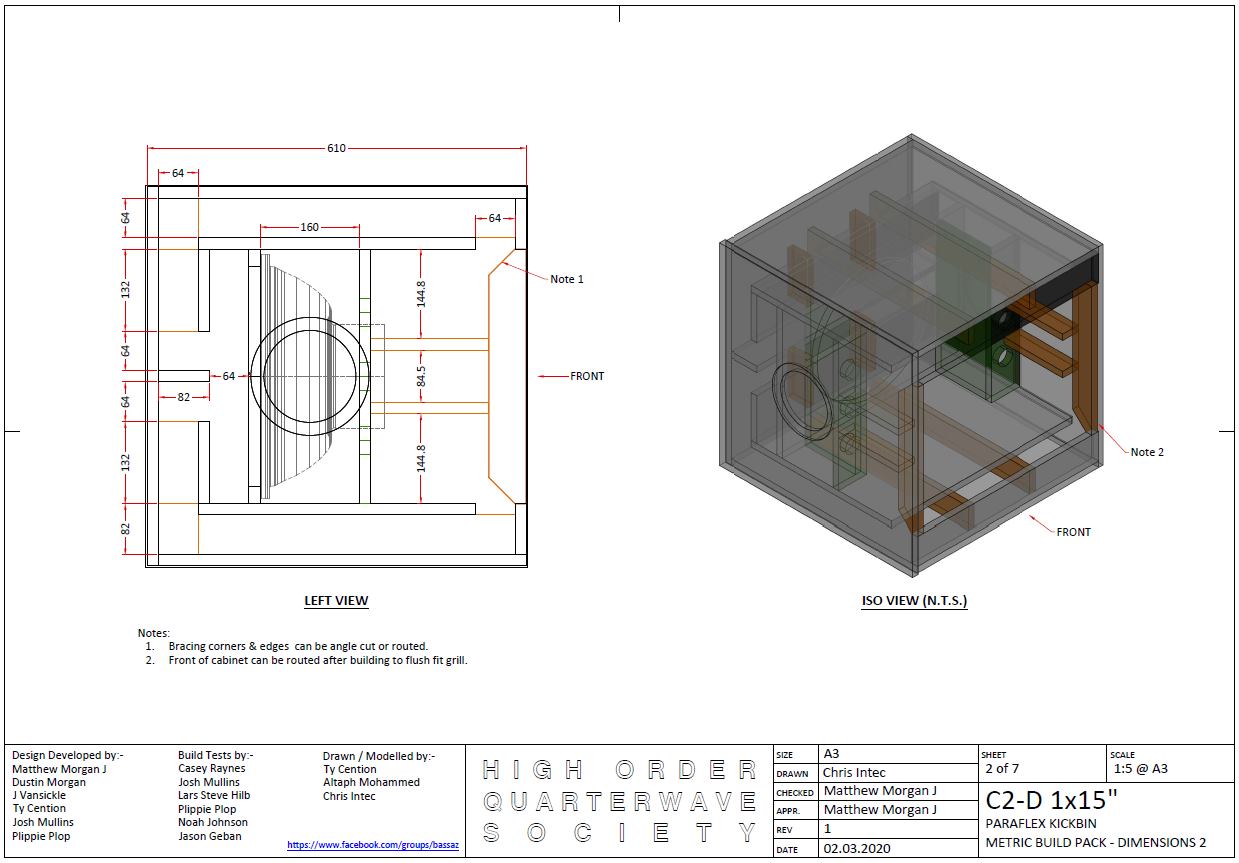 610
64
64
160
64
132
144.8
Note 1
64
84.5
64
FRONT
82
64
132
144.8
82
LEFT VIEW
Note 2
FRONT
ISO VIEW (N.T.S.)
Notes:
1. Bracing corners & edges can be angle cut or routed.
2. Front of cabinet can be routed after building to flush fit grill.
Design Developed by:-
Matthew Morgan J
Dustin Morgan
J Vansickle
Ty Cention
Josh Mullins
Plippie Plop
Build Tests by:-
Casey Raynes
Josh Mullins
Lars Steve Hilb
Plippie Plop
Noah Johnson
Jason Geban
Drawn / Modelled by:-
Ty Cention
Altaph Mohammed
Chris Intec
https://www.facebook.com/groups/bassaz
HIGH ORDER
QUARTERWAVE
SOCIETY
SIZE A3
DRAWN Chris Intec
CHECKED Matthew Morgan J
APPR. Matthew Morgan J
REV 1
DATE 02.03.2020
SHEET
2 of 7
SCALE
1:5 @ A3
C2-D 1x15"
PARAFLEX KICKBIN
METRIC BUILD PACK - DIMENSIONS 2